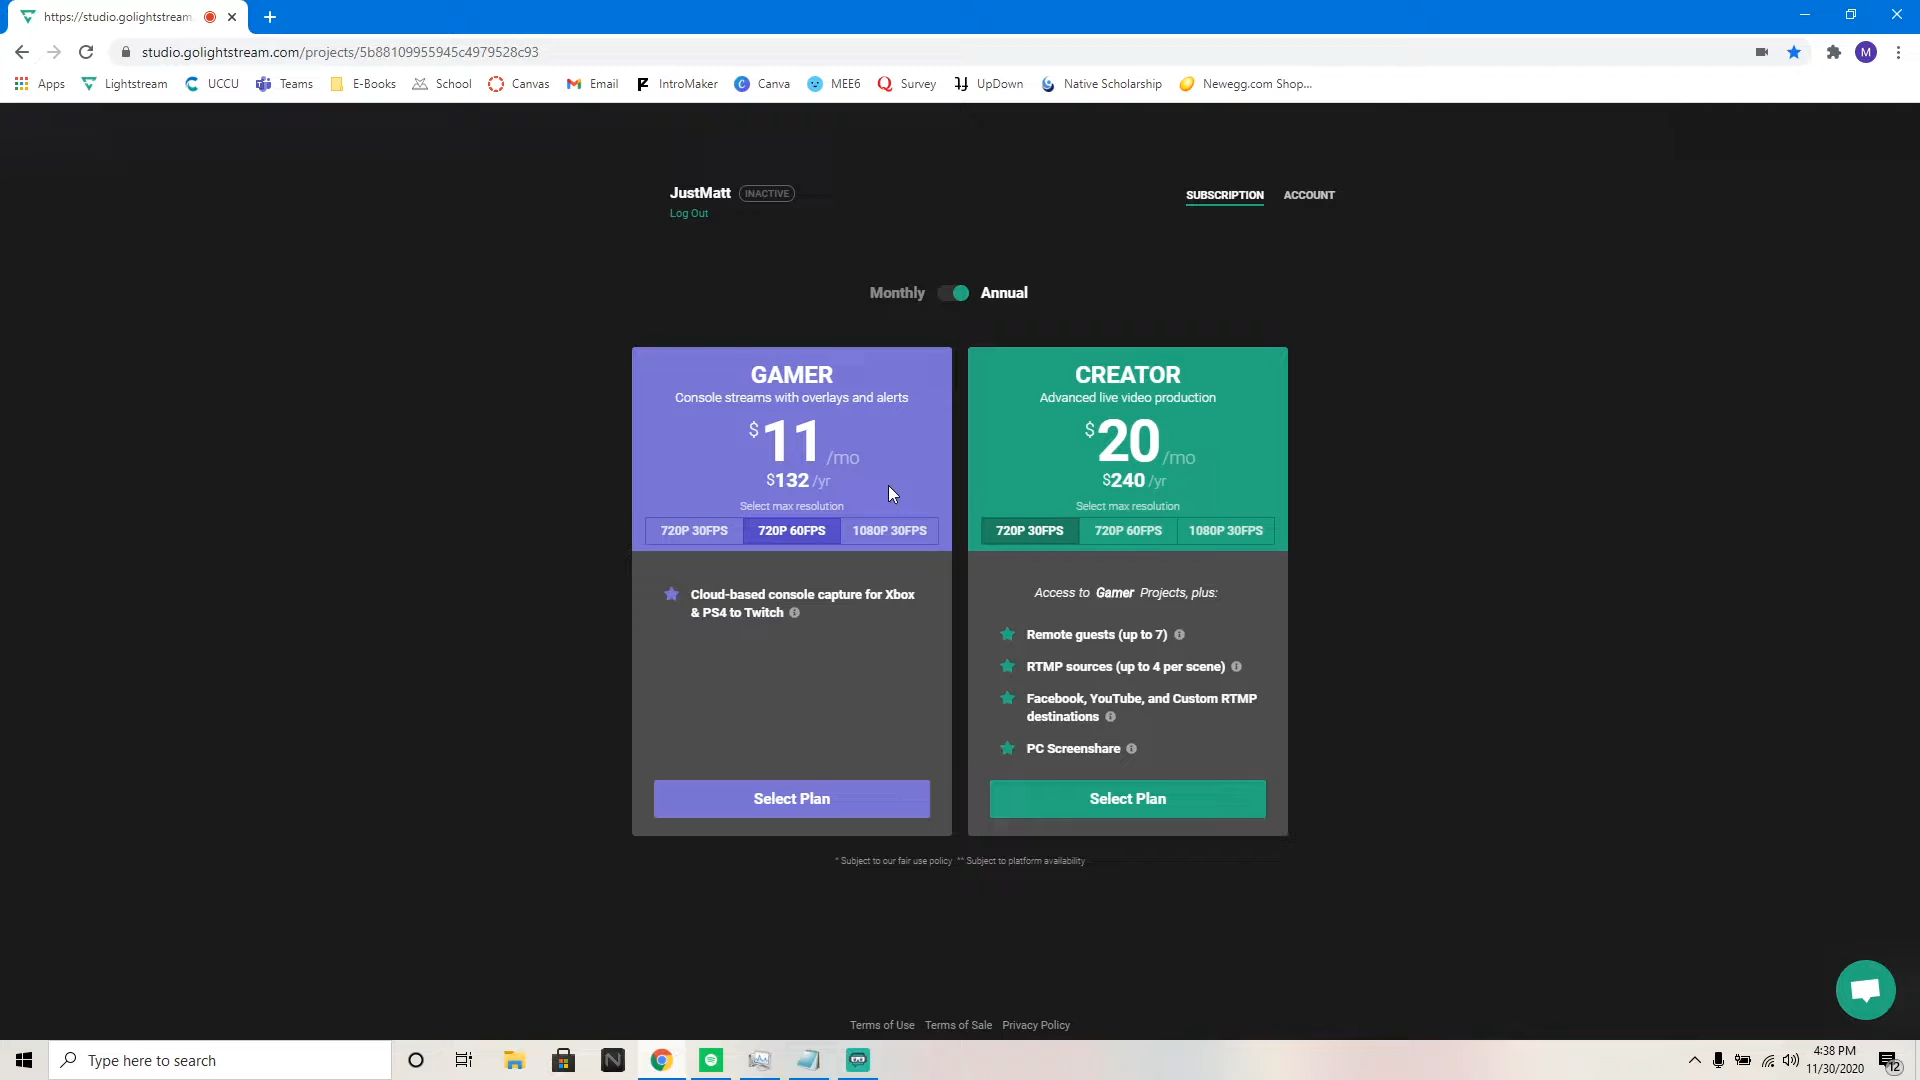 https://studio.golightstream.
studio.golightstream.com/projects/5b88109955945c4979528c93
M
Apps Lightstream UCCU Teams E-Books School Canvas Email IntroMaker Canva MEE6 Survey UpDown Native Scholarship Newegg.com Shop...
JustMatt INACTIVE
Log Out
SUBSCRIPTION ACCOUNT
Monthly Annual
GAMER
Console streams with overlays and alerts
$11/mo
$132/yr
Select max resolution
720P 30FPS 720P 60FPS 1080P 30FPS
Cloud-based console capture for Xbox
& PS4 to Twitch
Select Plan
CREATOR
Advanced live video production
$20/mo
$240/yr
Select max resolution
720P 30FPS 720P 60FPS 1080P 30FPS
Access to Gamer Projects, plus:
Remote guests (up to 7)
RTMP sources (up to 4 per scene)
Facebook, YouTube, and Custom RTMP
destinations
PC Screenshare
Select Plan
* Subject to our fair use policy ** Subject to platform availability
Terms of Use Terms of Sale Privacy Policy
Type here to search
4:38 PM
11/30/2020
12